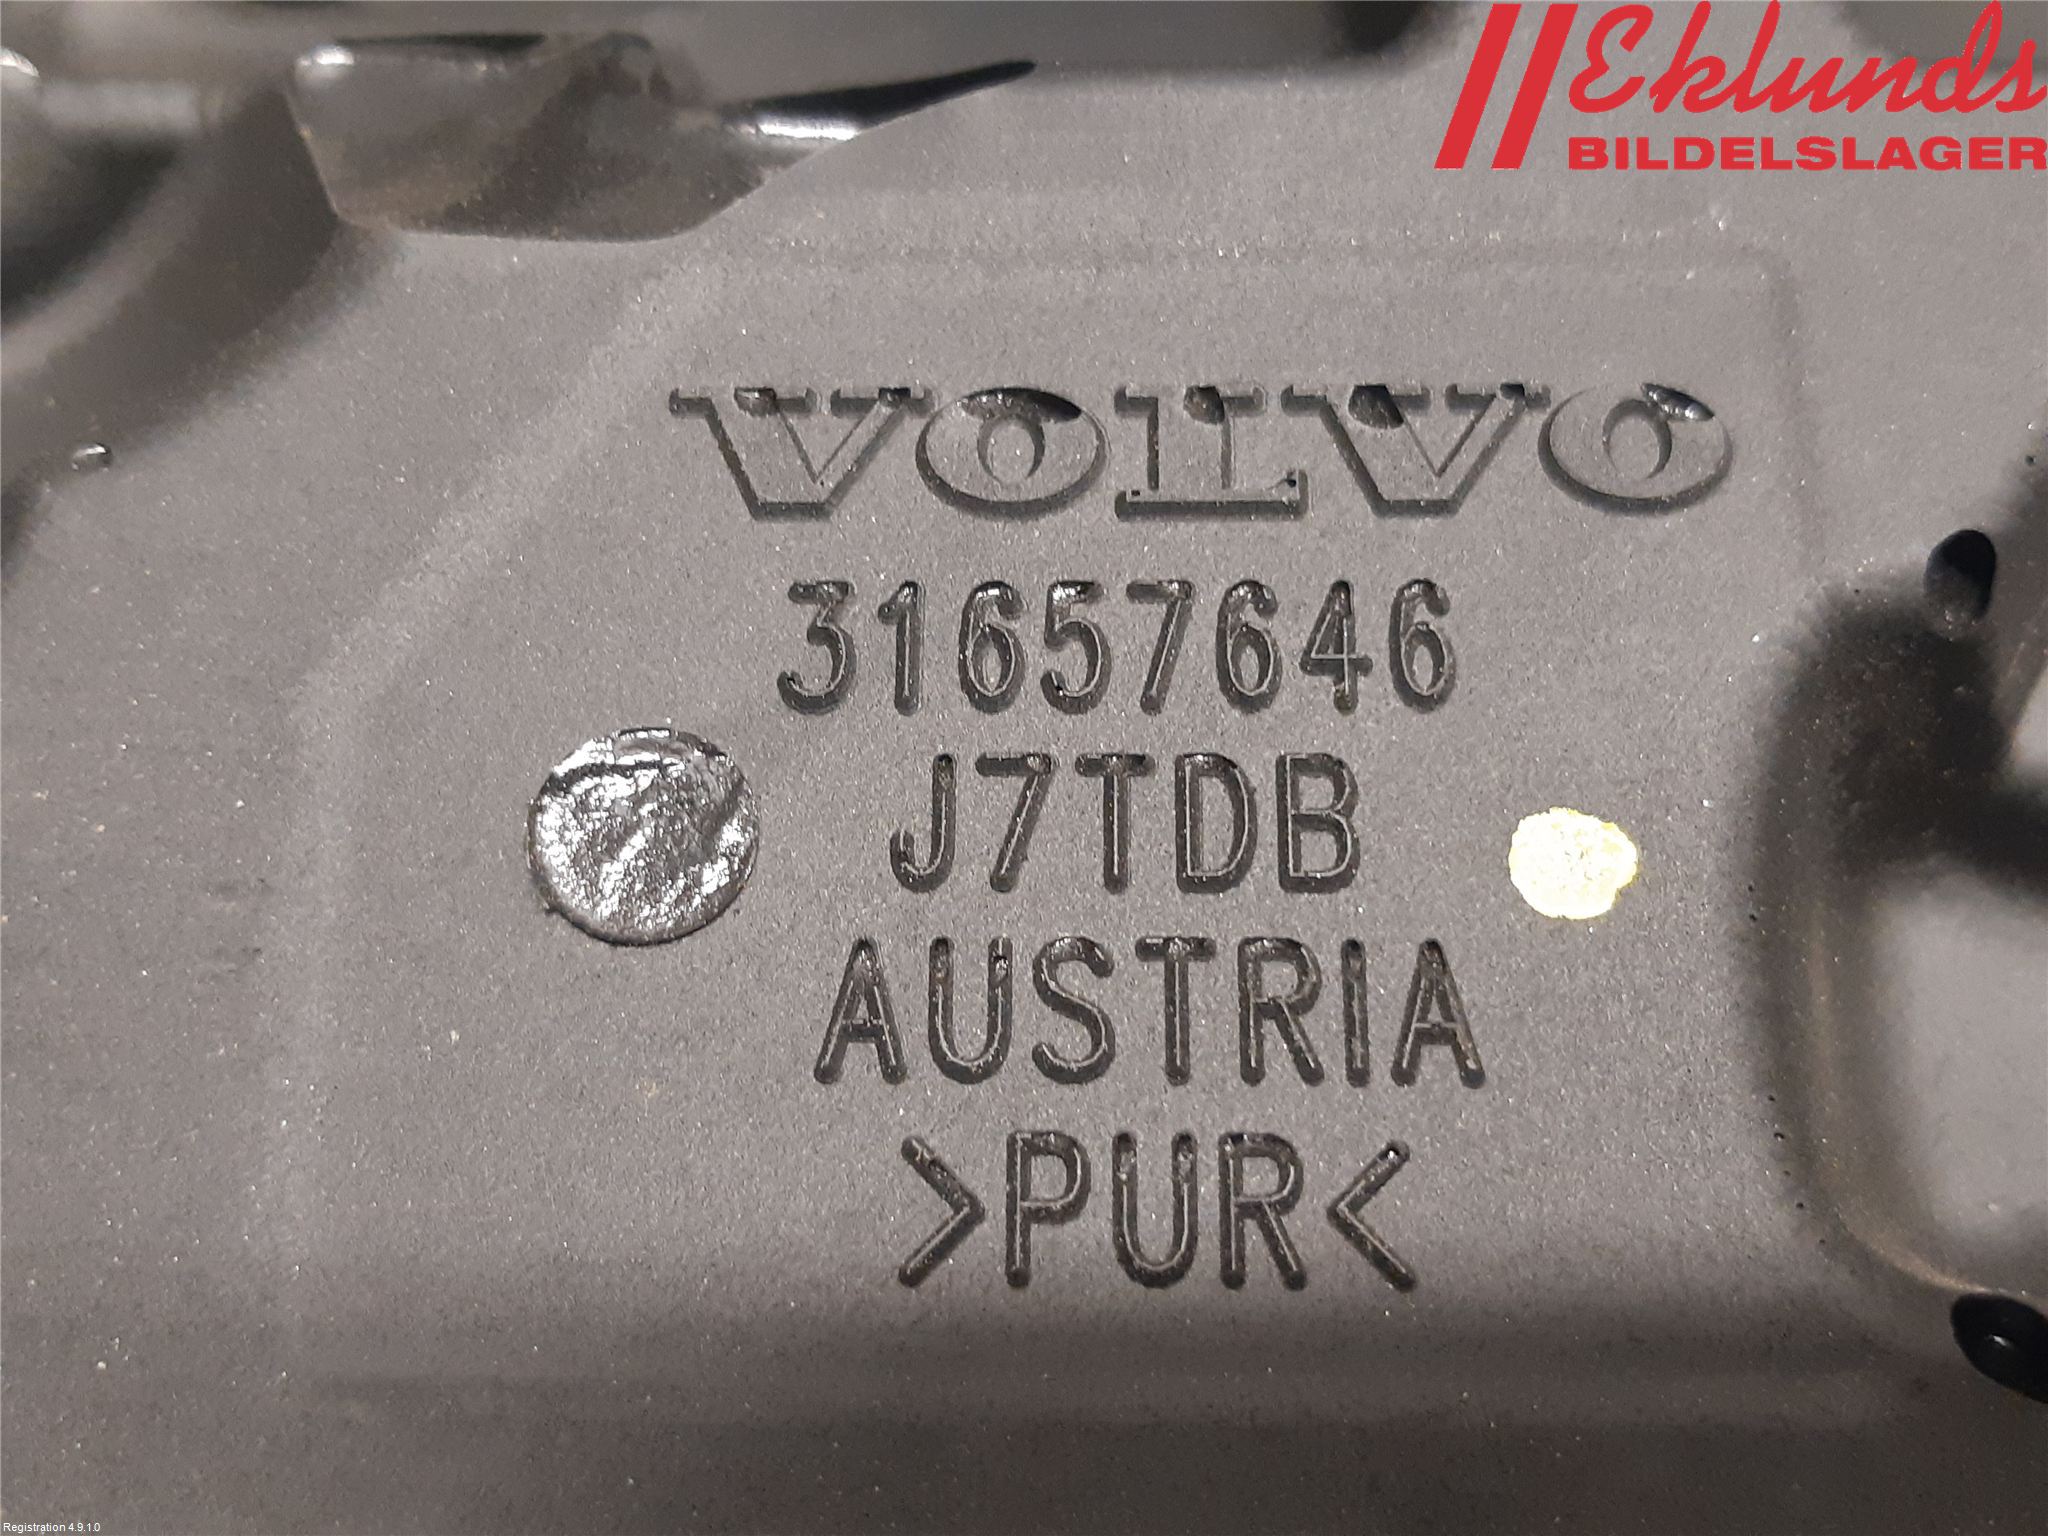 Eklunds
BILDELSLAGER
VOLVO
31657646
J7TDB
AUSTRIA
>PUR<
Registration 4.9.1.0